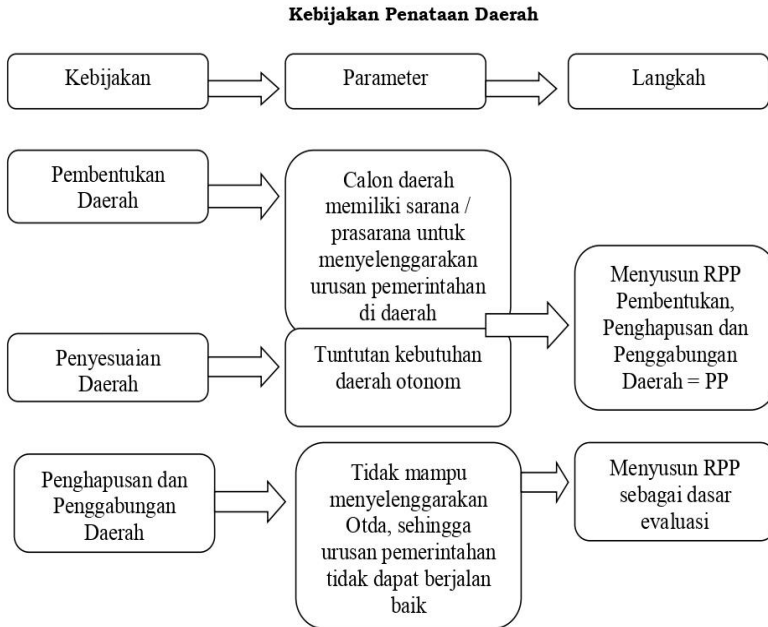 Kebijakan Penataan Daerah
Kebijakan
Parameter
Langkah
Pembentukan
Daerah
Calon daerah
memiliki sarana /
prasarana untuk
menyelenggarakan
urusan pemerintahan
di daerah
Penyesuaian
Daerah
Tuntutan kebutuhan
daerah otonom
Menyusun RPP
Pembentukan,
Penghapusan dan
Penggabungan
Daerah = PP
Penghapusan dan
Penggabungan
Daerah
Tidak mampu
menyelenggarakan
Otda, sehingga
urusan pemerintahan
tidak dapat berjalan
baik
Menyusun RPP
sebagai dasar
evaluasi